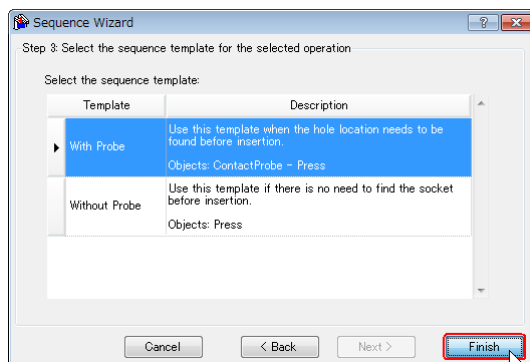 Sequence Wizard
Step 3: Select the sequence template for the selected operation
Select the sequence template:
Template Description
With Probe
Use this template when the hole location needs to be
found before insertion.
Objects: ContactProbe - Press
Without Probe
Use this template if there is no need to find the socket
before insertion.
Objects: Press
Cancel < Back Next > Finish